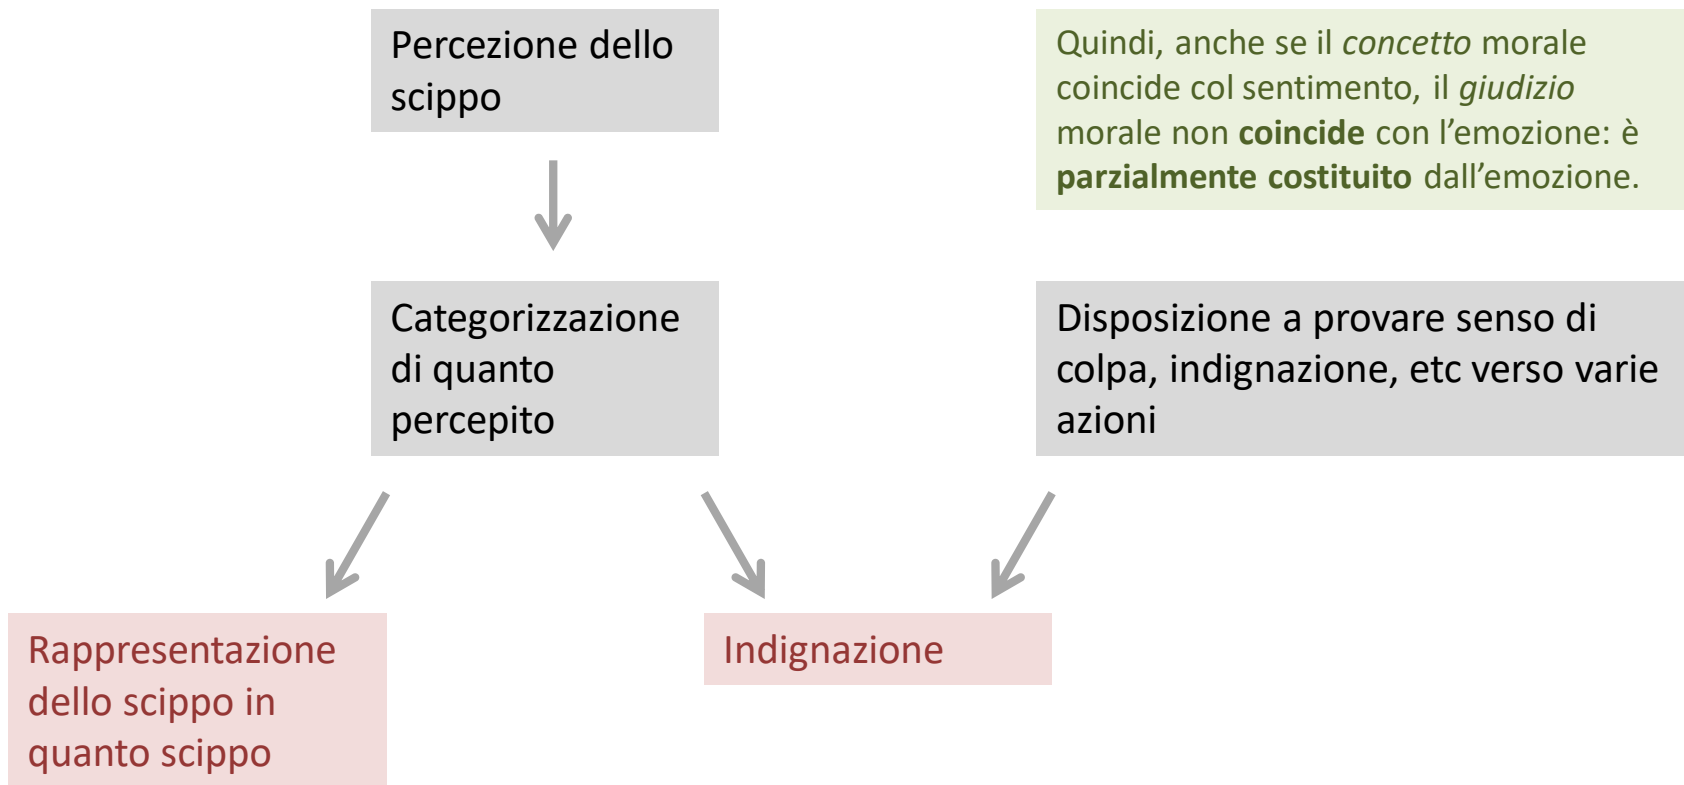 Percezione dello
scippo
Quindi, anche se il concetto morale
coincide col sentimento, il giudizio
morale non coincide con l’emozione: è
parzialmente costituito dall’emozione.
Categorizzazione
di quanto
percepito
Disposizione a provare senso di
colpa, indignazione, etc verso varie
azioni
Rappresentazione
dello scippo in
quanto scippo
Indignazione